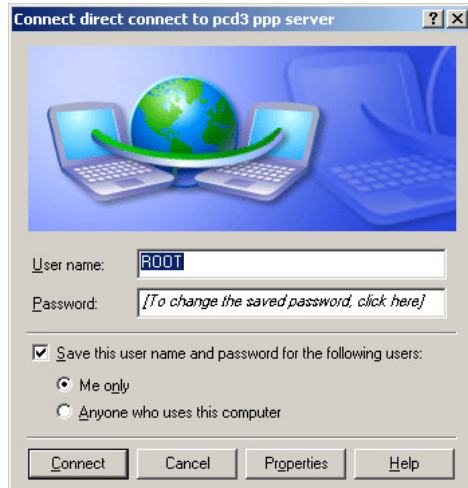 Connect direct connect to pcd3 ppp server
User name: ROOT
Password: [To change the saved password, click here]
Save this user name and password for the following users:
Me only
Anyone who uses this computer
Connect Cancel Properties Help